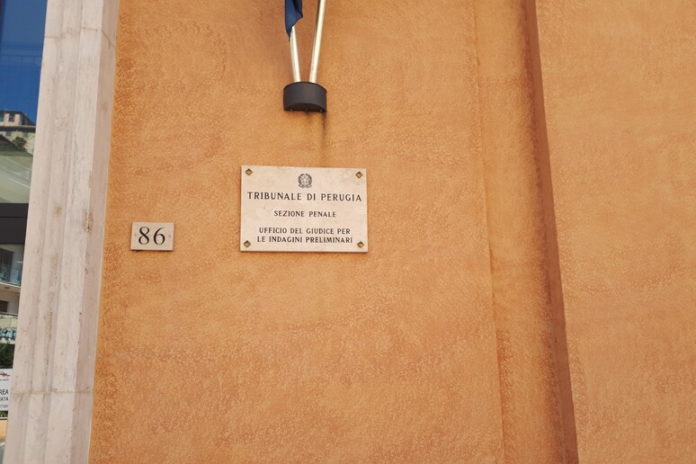 TRIBUNALE DI PERUGIA
SEZIONE PENALE
UFFICIO DEL GIUDICE PER
LE INDAGINI PRELIMINARI
86